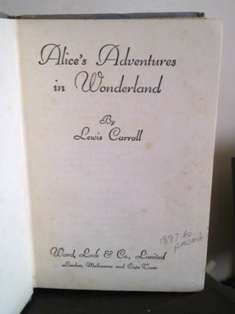 Alice's Adventures
in Wonderland
By
Lewis Carroll
Ward, Lock & Co., Limited
London, Melbourne and Cape Town